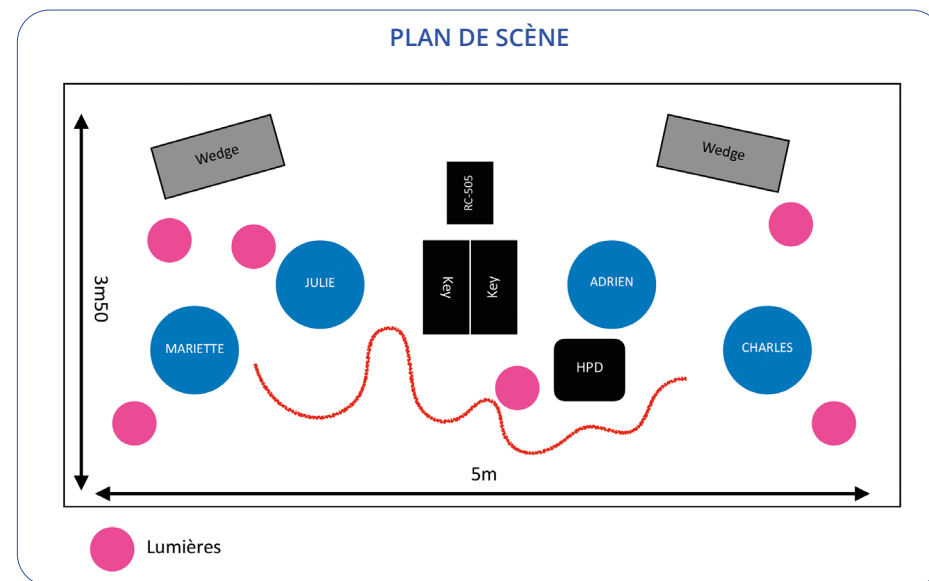 PLAN DE SCÈNE
Wedge
Wedge
RC-505
JULIE
Key
Key
ADRIEN
3m50
MARIETTE
CHARLES
HPD
5m
Lumières